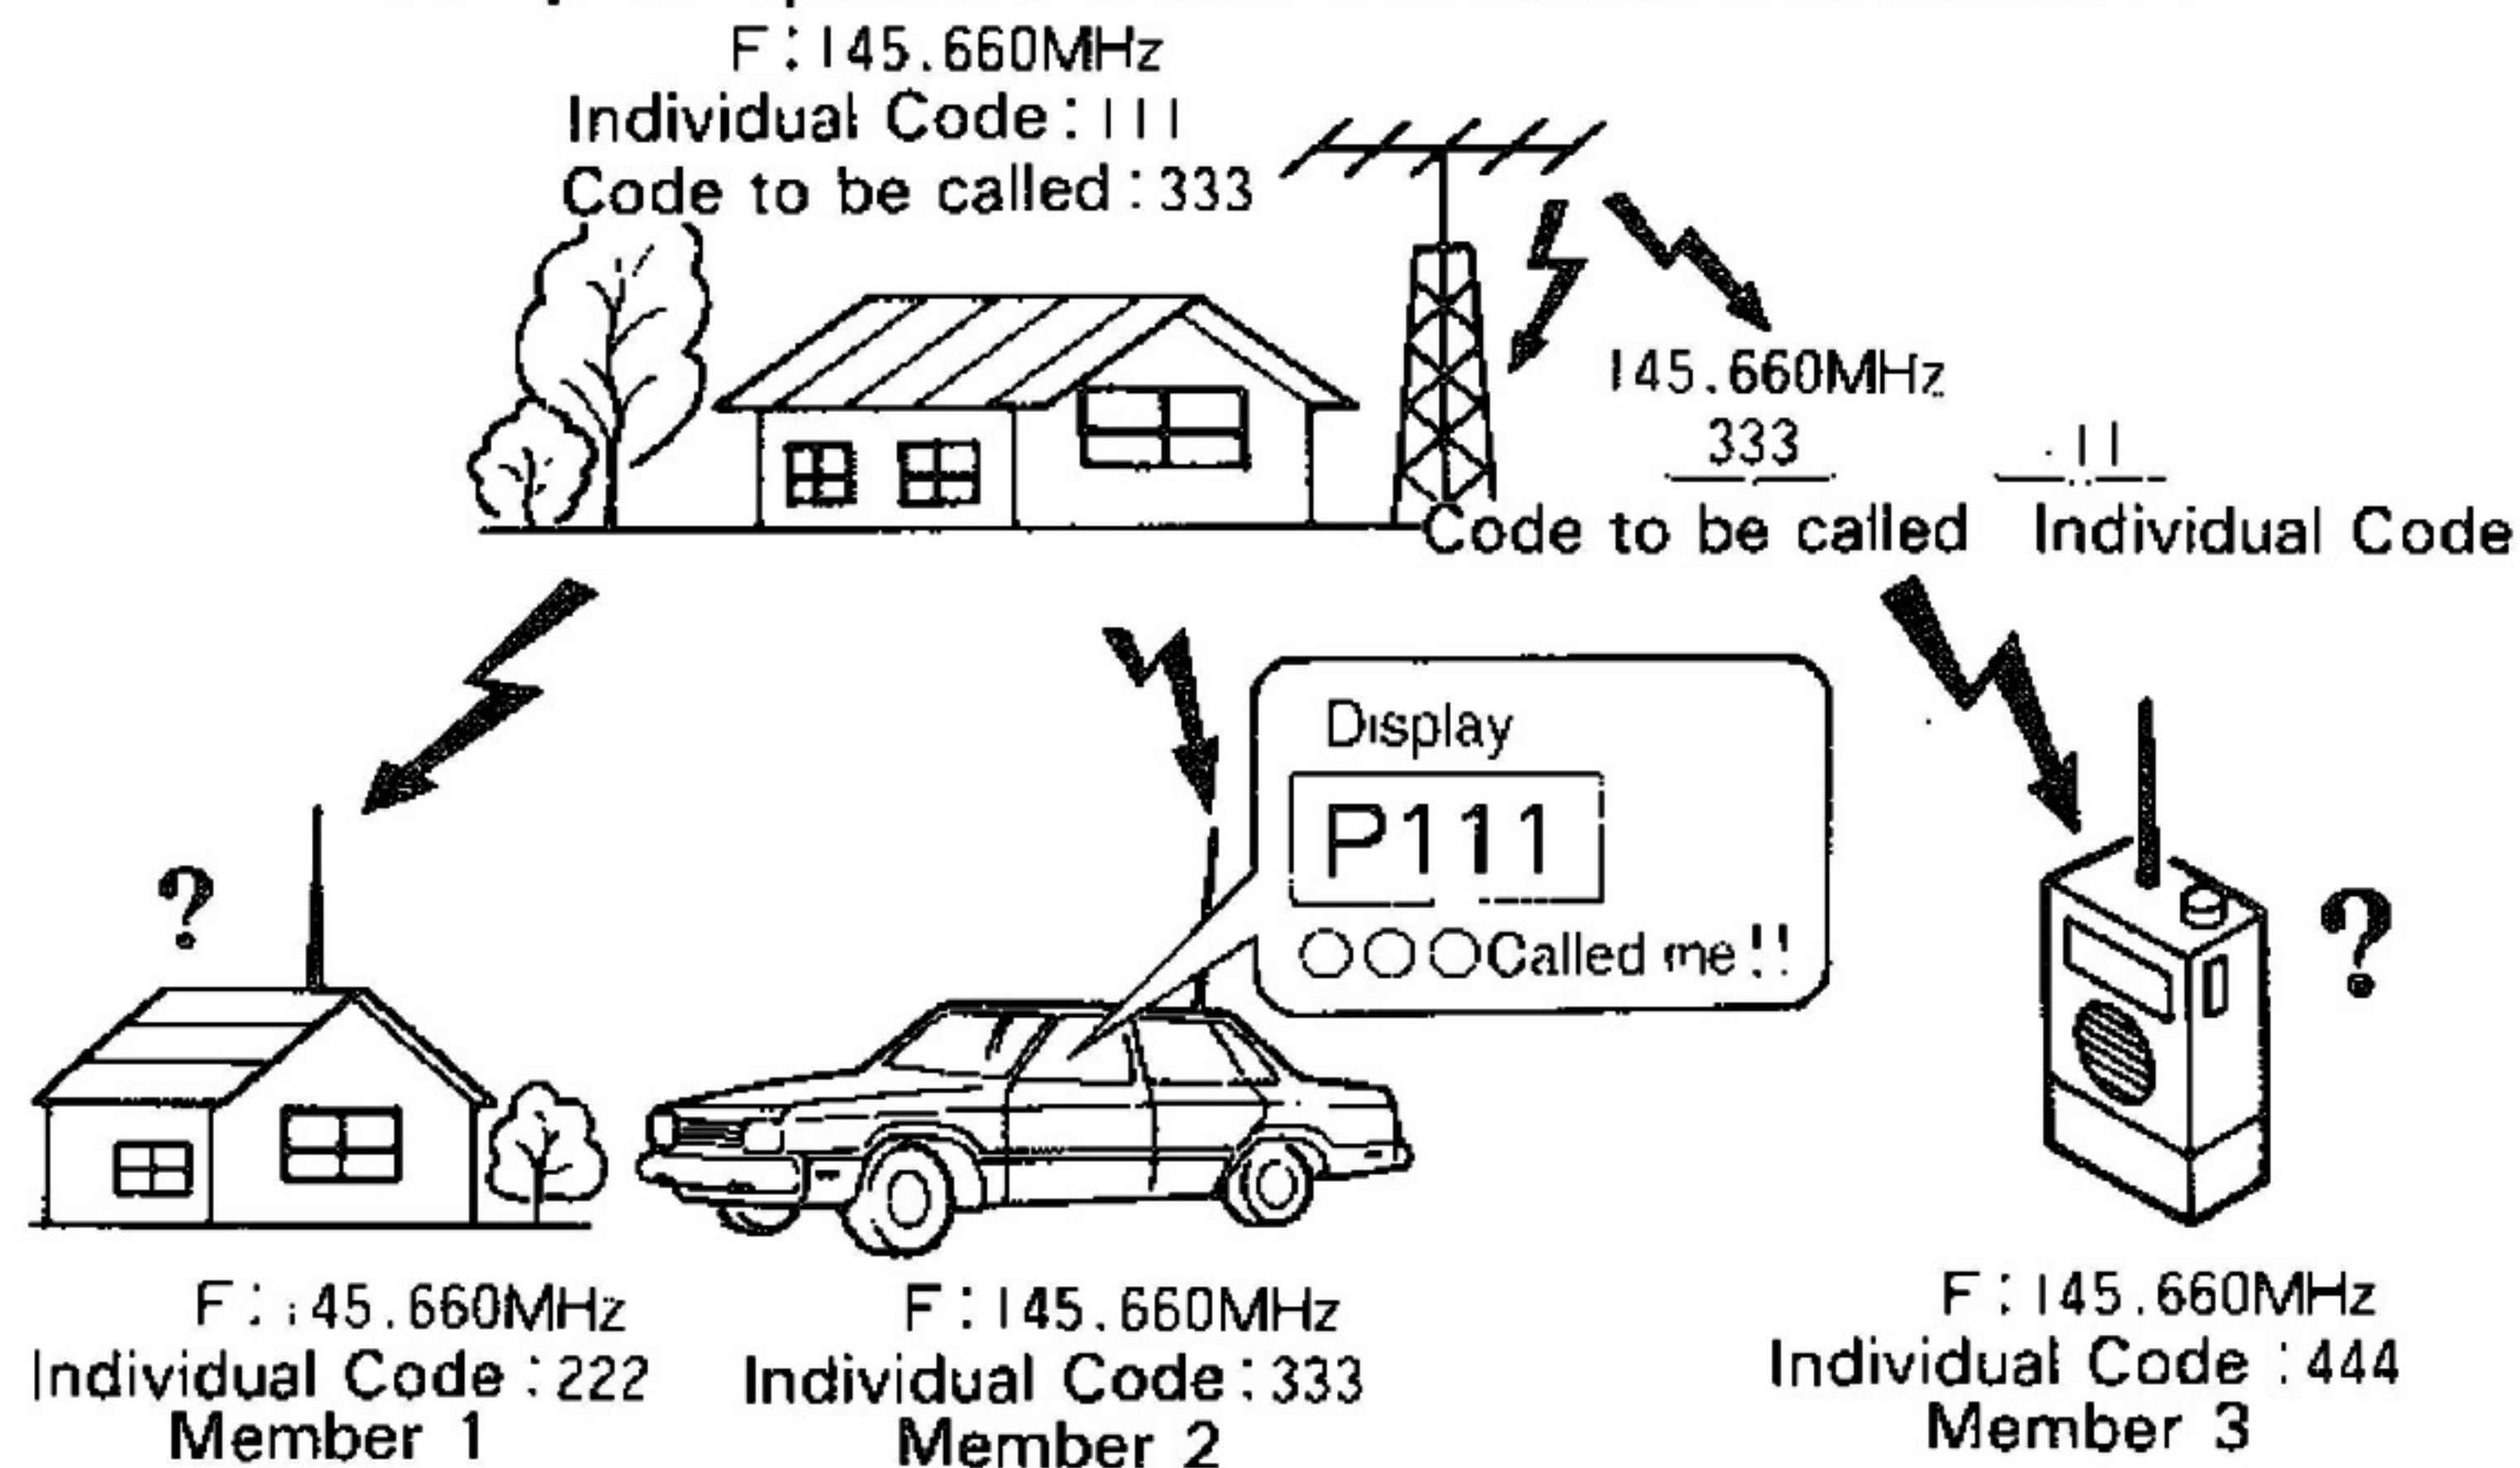 F:145.660MHz
Individual Code:111
Code to be called:333
145.660MHz
333
Code to be called Individual Code
Display
P111
○○○Called me!!
?
?
F:145.660MHz
Individual Code:222
Member 1
F:145.660MHz
Individual Code:333
Member 2
F:145.660MHz
Individual Code:444
Member 3